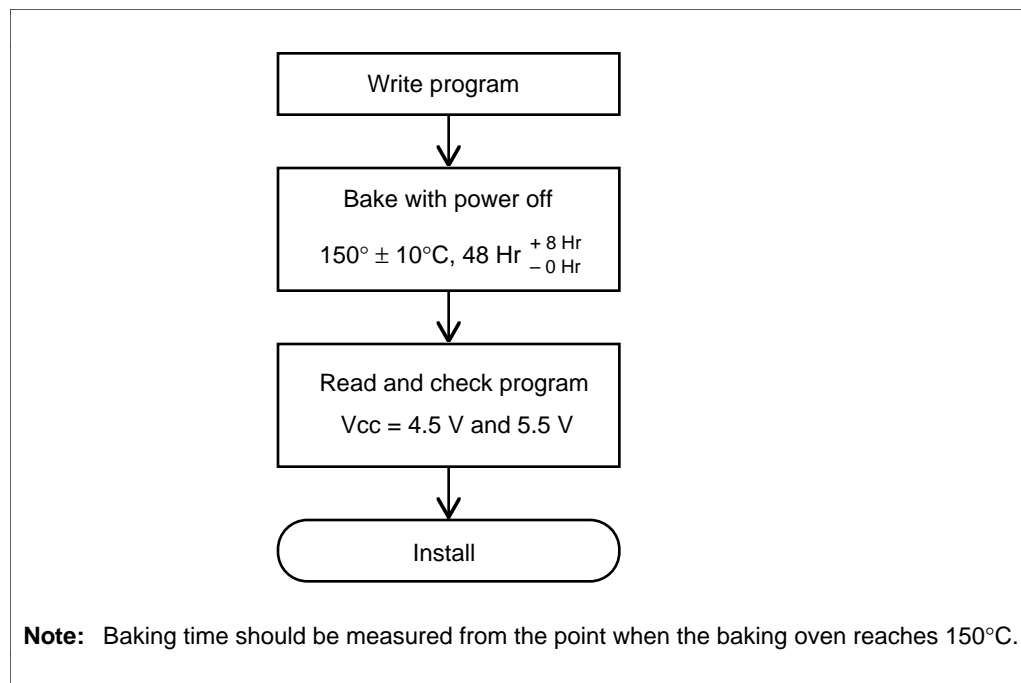 Write program
Bake with power off
150° ± 10°C, 48 Hr + 8 Hr
– 0 Hr
Read and check program
Vcc = 4.5 V and 5.5 V
Install
Note: Baking time should be measured from the point when the baking oven reaches 150°C.